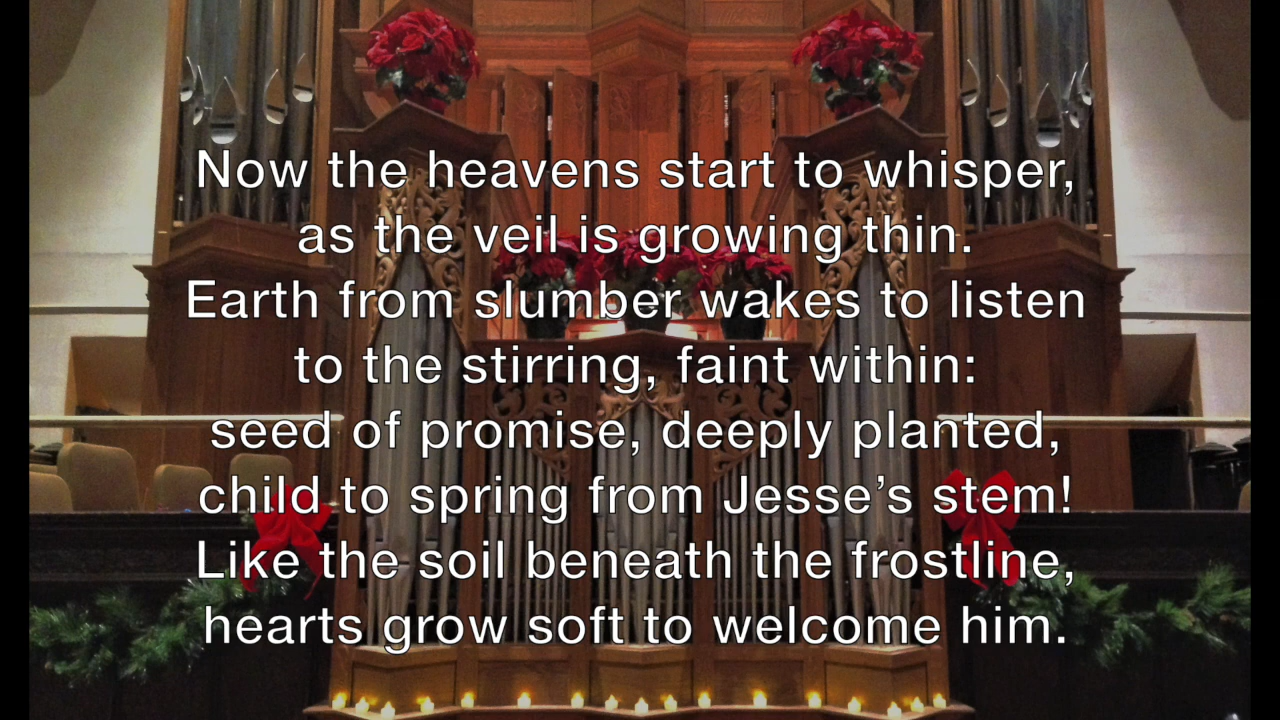 Now the heavens start to whisper,
as the veil is growing thin.
Earth from slumber wakes to listen
to the stirring, faint within:
seed of promise, deeply planted,
child to spring from Jesse’s stem!
Like the soil beneath the frostline,
hearts grow soft to welcome him.